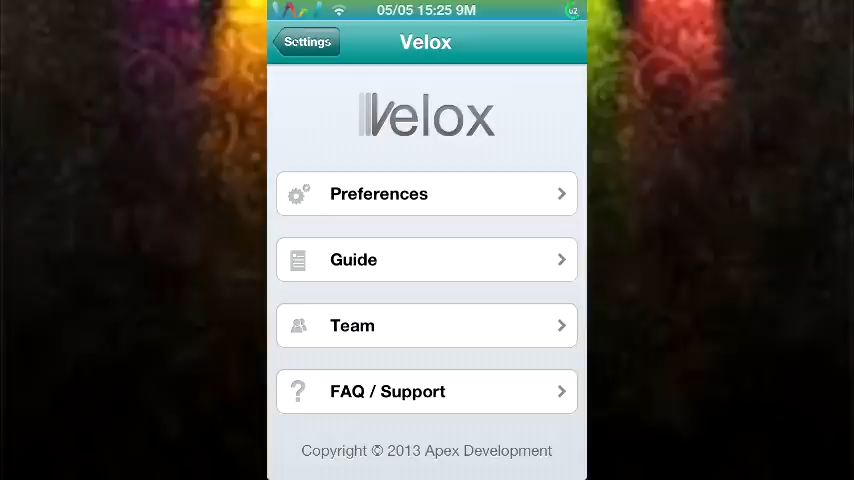 05/05 15:25 9M
Settings
Velox
Velox
Preferences
Guide
Team
FAQ / Support
Copyright © 2013 Apex Development